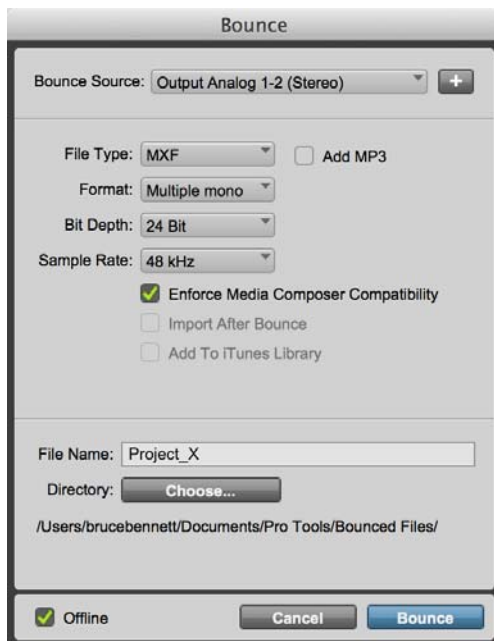 Bounce
Bounce Source: Output Analog 1-2 (Stereo) +
File Type: MXF Add MP3
Format: Multiple mono
Bit Depth: 24 Bit
Sample Rate: 48 kHz
Enforce Media Composer Compatibility
Import After Bounce
Add To iTunes Library
File Name: Project_X
Directory: Choose...
/Users/brucebennett/Documents/Pro Tools/Bounced Files/
Offline Cancel Bounce